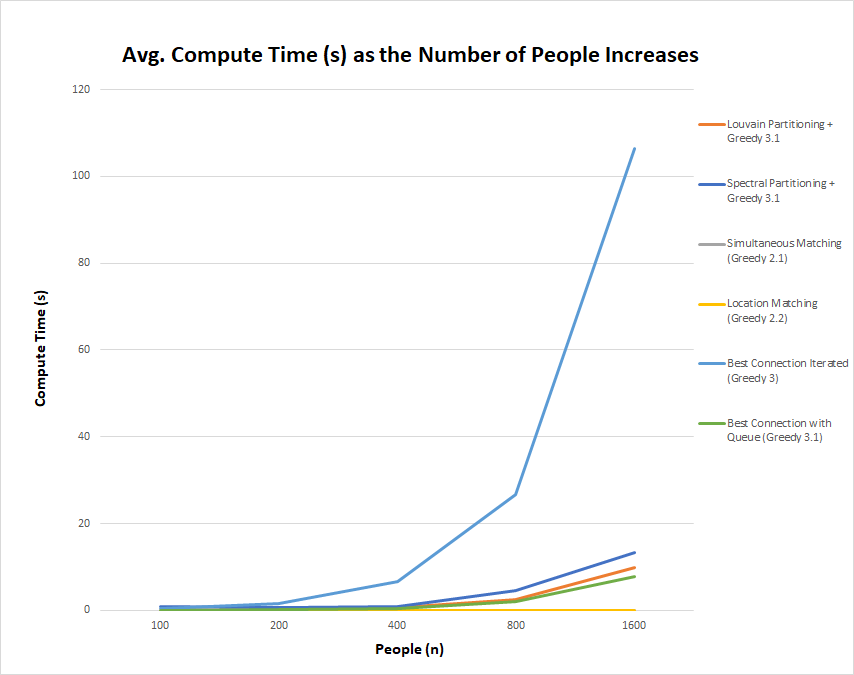 Avg. Compute Time (s) as the Number of People Increases
120
100
80
60
40
20
0
Compute Time (s)
100 200 400 800 1600
People (n)
Louvain Partitioning +
Greedy 3.1
Spectral Partitioning +
Greedy 3.1
Simultaneous Matching
(Greedy 2.1)
Location Matching
(Greedy 2.2)
Best Connection Iterated
(Greedy 3)
Best Connection with
Queue (Greedy 3.1)